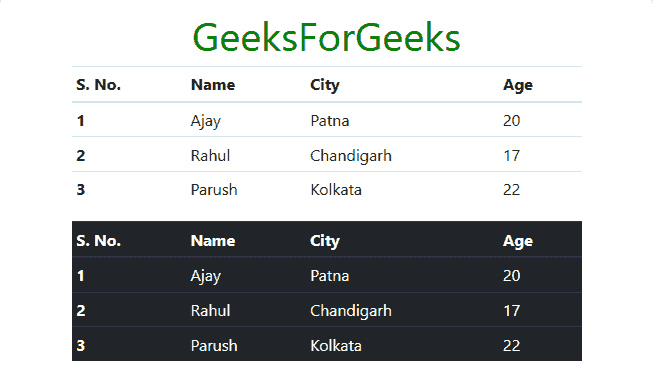 GeeksForGeeks
S. No. Name City Age
1 Ajay Patna 20
2 Rahul Chandigarh 17
3 Parush Kolkata 22
S. No. Name City Age
1 Ajay Patna 20
2 Rahul Chandigarh 17
3 Parush Kolkata 22